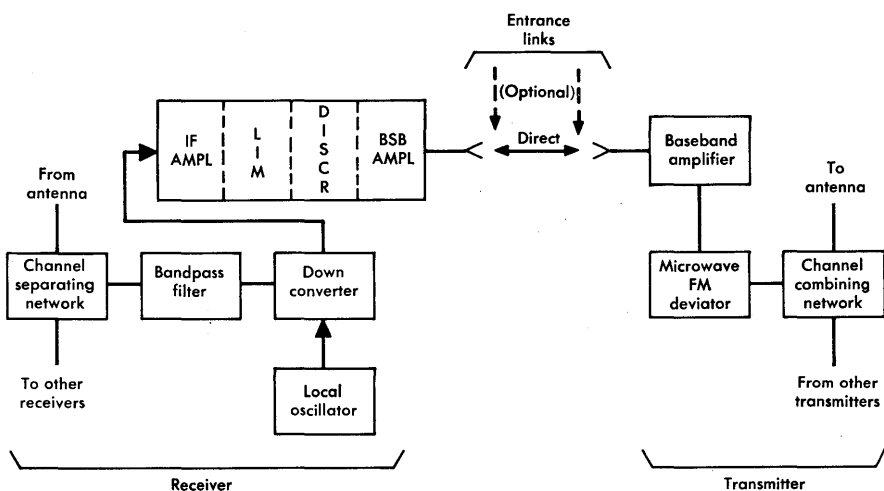 Entrance
links
(Optional)
Direct
IF
AMPL
L
I
M
D
I
S
C
R
BSB
AMPL
Baseband
amplifier
From
antenna
To
antenna
Channel
separating
network
Bandpass
filter
Down
converter
Microwave
FM
deviator
Channel
combining
network
To other
receivers
Local
oscillator
From other
transmitters
Receiver
Transmitter